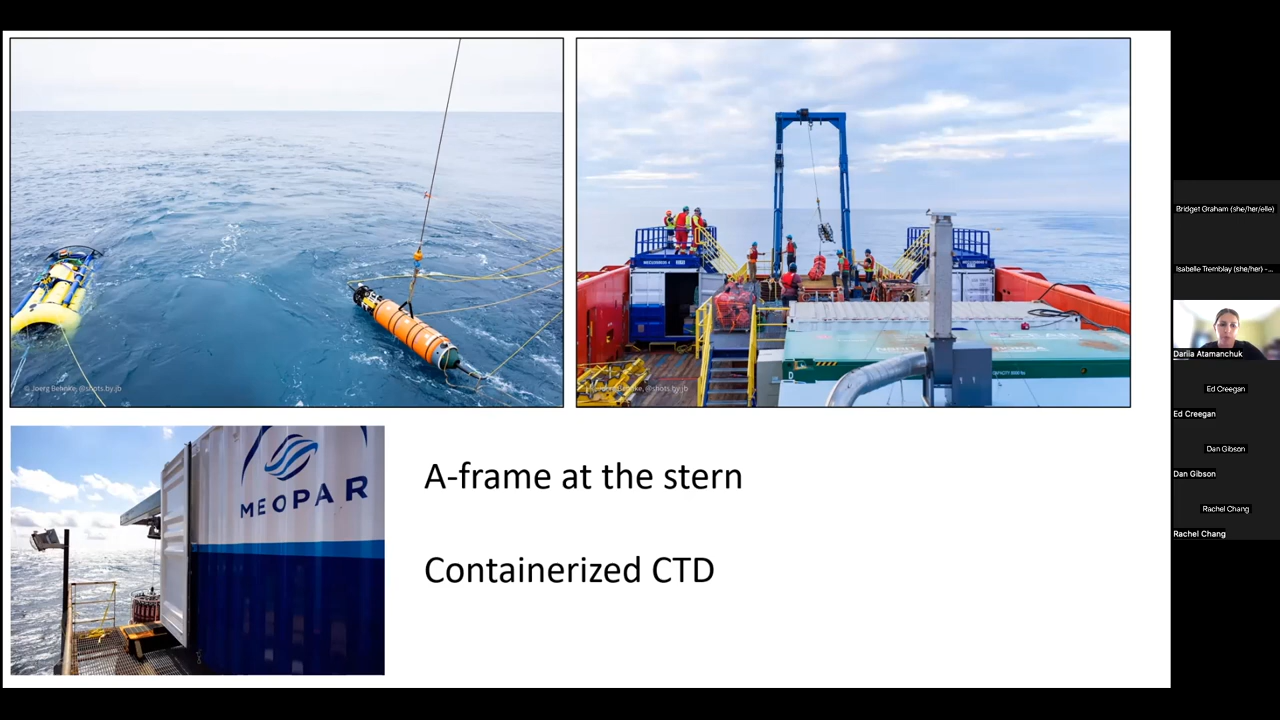 © Joerg Behnke, @shots.by.jb
MEOPAR
A-frame at the stern
Containerized CTD
Bridget Graham (she/her/elle)
Isabelle Tremblay (she/her) -...
Dariia Atamanchuk
Ed Creegan
Ed Creegan
Dan Gibson
Dan Gibson
Rachel Chang
Rachel Chang